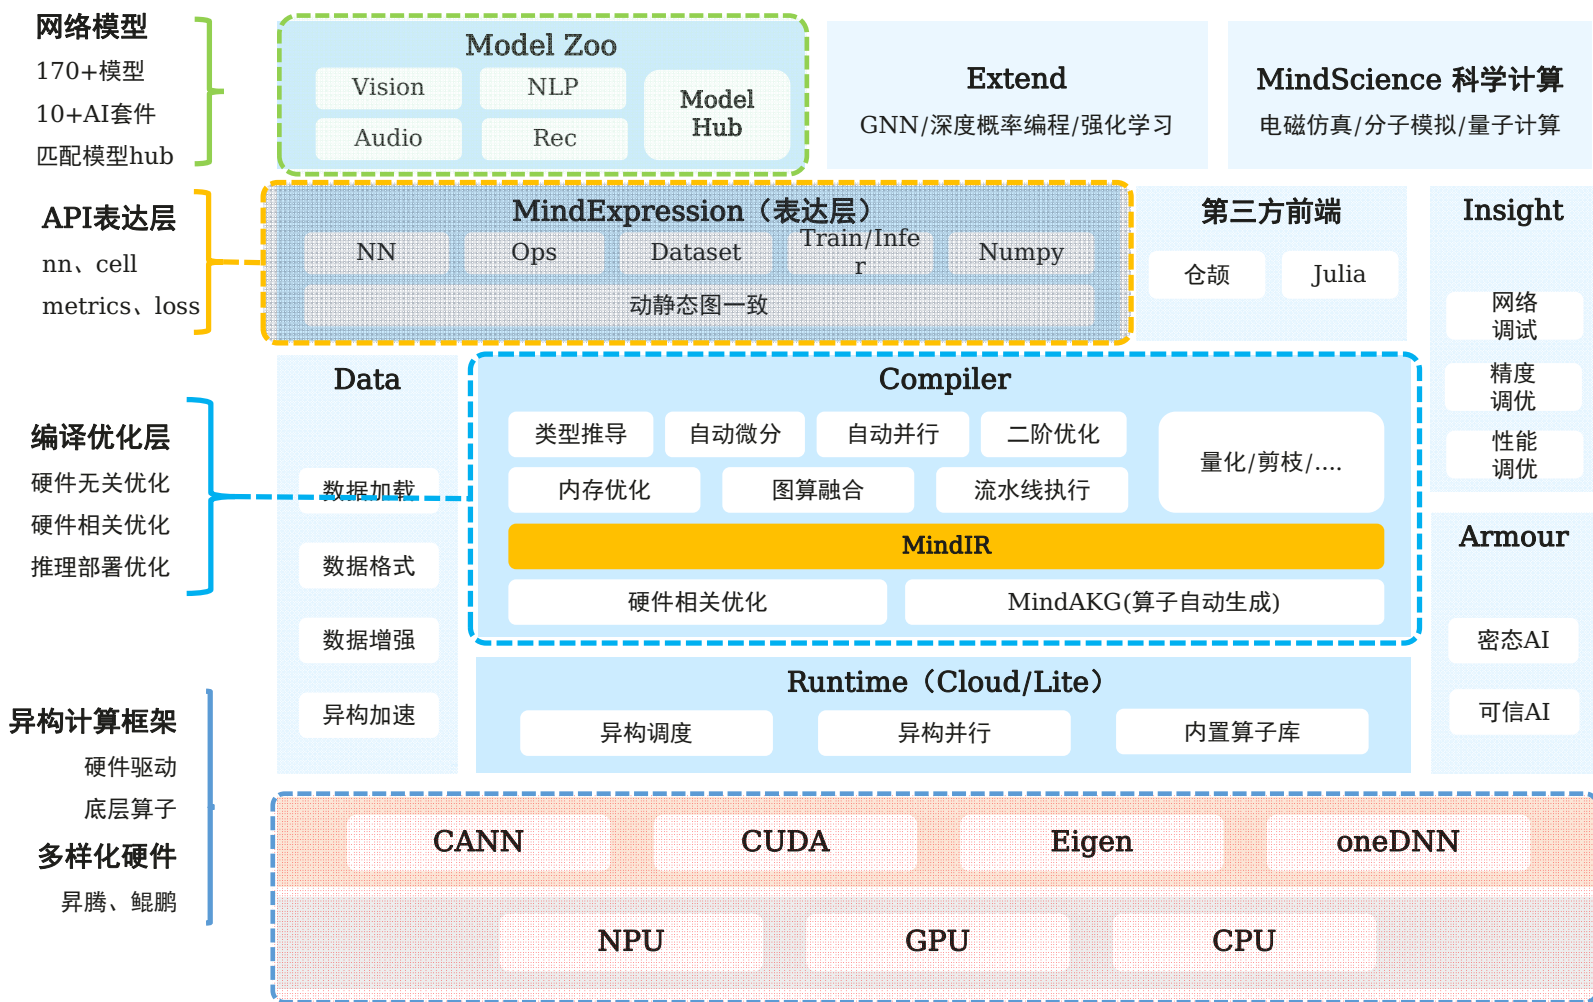 网络模型
170+模型
10+AI套件
匹配模型hub
Model Zoo
Vision
NLP
Audio
Rec
Model
Hub
Extend
GNN/深度概率编程/强化学习
MindScience 科学计算
电磁仿真/分子模拟/量子计算
API表达层
nn、cell
metrics、loss
MindExpression（表达层）
NN
Ops
Dataset
Train/Infe
r
Numpy
动静态图一致
第三方前端
仓颉
Julia
Insight
网络
调试
精度
调优
性能
调优
编译优化层
硬件无关优化
硬件相关优化
推理部署优化
Data
数据加载
数据格式
数据增强
异构加速
Compiler
类型推导
自动微分
自动并行
二阶优化
量化/剪枝/....
内存优化
图算融合
流水线执行
MindIR
硬件相关优化
MindAKG(算子自动生成)
Armour
密态AI
可信AI
Runtime（Cloud/Lite）
异构调度
异构并行
内置算子库
异构计算框架
硬件驱动
底层算子
多样化硬件
昇腾、鲲鹏
CANN
CUDA
Eigen
oneDNN
NPU
GPU
CPU